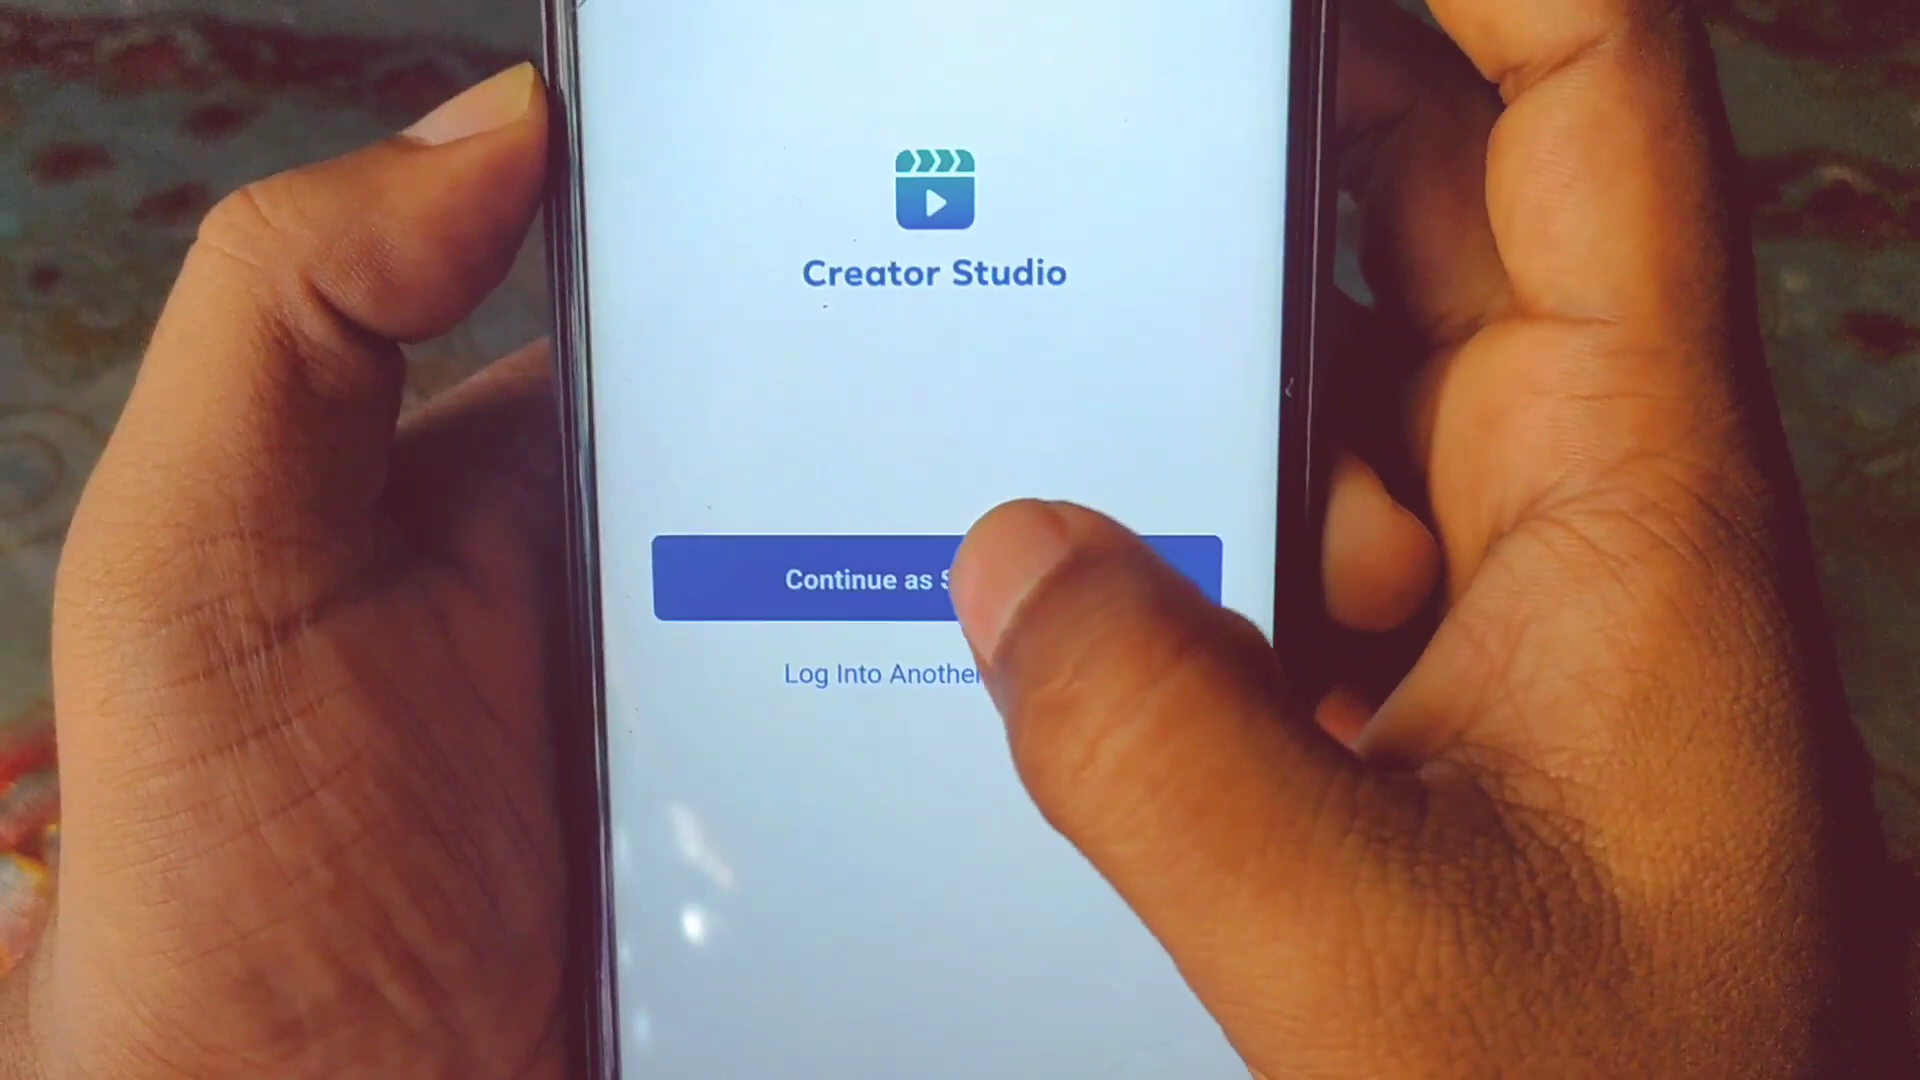 Creator Studio
Continue as
Log Into Another